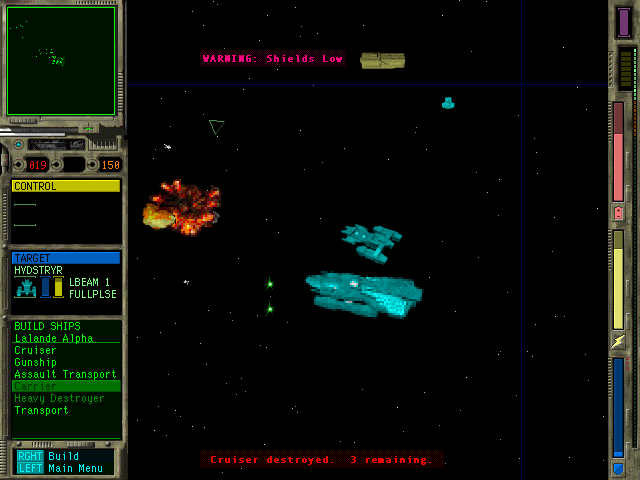 WARNING: Shields Low
019 150
CONTROL
TARGET
HYDSTRYR
LBEAM 1
FULLPLSE
BUILD SHIPS
Lalande Alpha
Cruiser
Gunship
Assault Transport
Carrier
Heavy Destroyer
Transport
RGHT Build
LEFT Main Menu
Cruiser destroyed. 3 remaining.